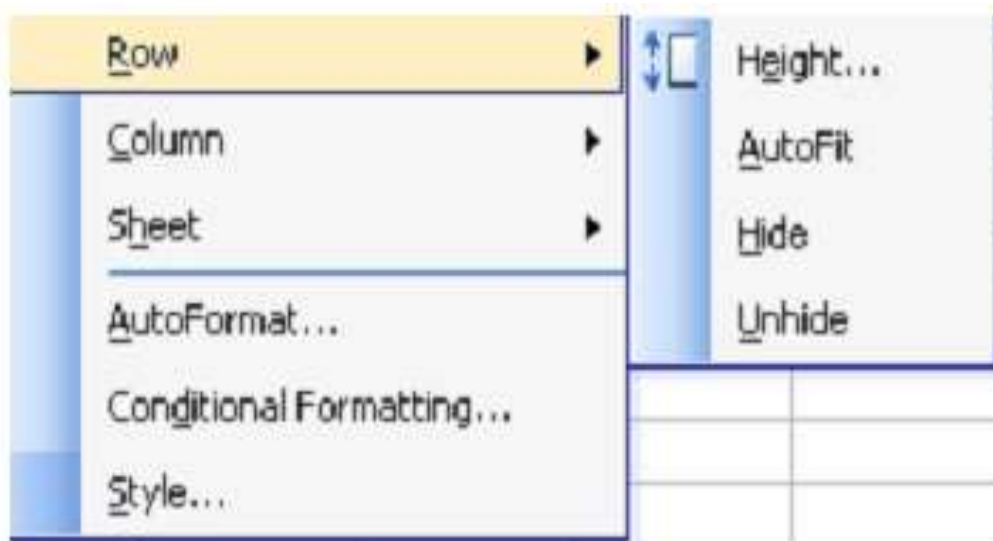 Row
Column
Sheet
AutoFormat...
Conditional Formatting...
Style...
Height...
AutoFit
Hide
Unhide